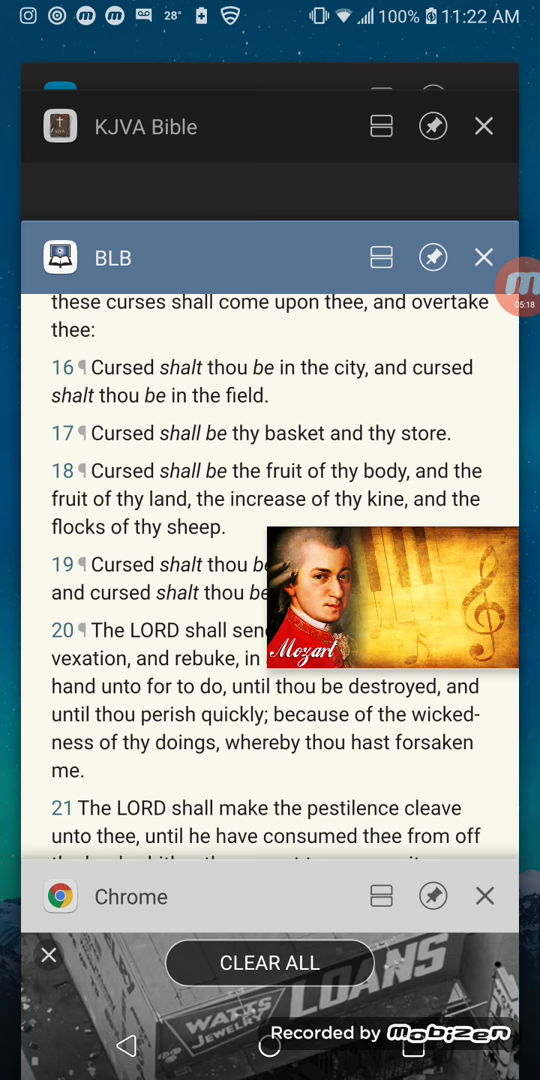 28° 100% 11:22 AM
KJVA Bible
BLB
05:18
these curses shall come upon thee, and overtake
thee:
16 ¶ Cursed shalt thou be in the city, and cursed
shalt thou be in the field.
17 ¶ Cursed shall be thy basket and thy store.
18 ¶ Cursed shall be the fruit of thy body, and the
fruit of thy land, the increase of thy kine, and the
flocks of thy sheep.
19 ¶ Cursed shalt thou be
and cursed shalt thou be
20 ¶ The LORD shall send
Mozart
vexation, and rebuke, in
hand unto for to do, until thou be destroyed, and
until thou perish quickly; because of the wicked-
ness of thy doings, whereby thou hast forsaken
me.
21 The LORD shall make the pestilence cleave
unto thee, until he have consumed thee from off
Chrome
CLEAR ALL
LOANS
WATTS
JEWELRY
Recorded by MOBIZEN